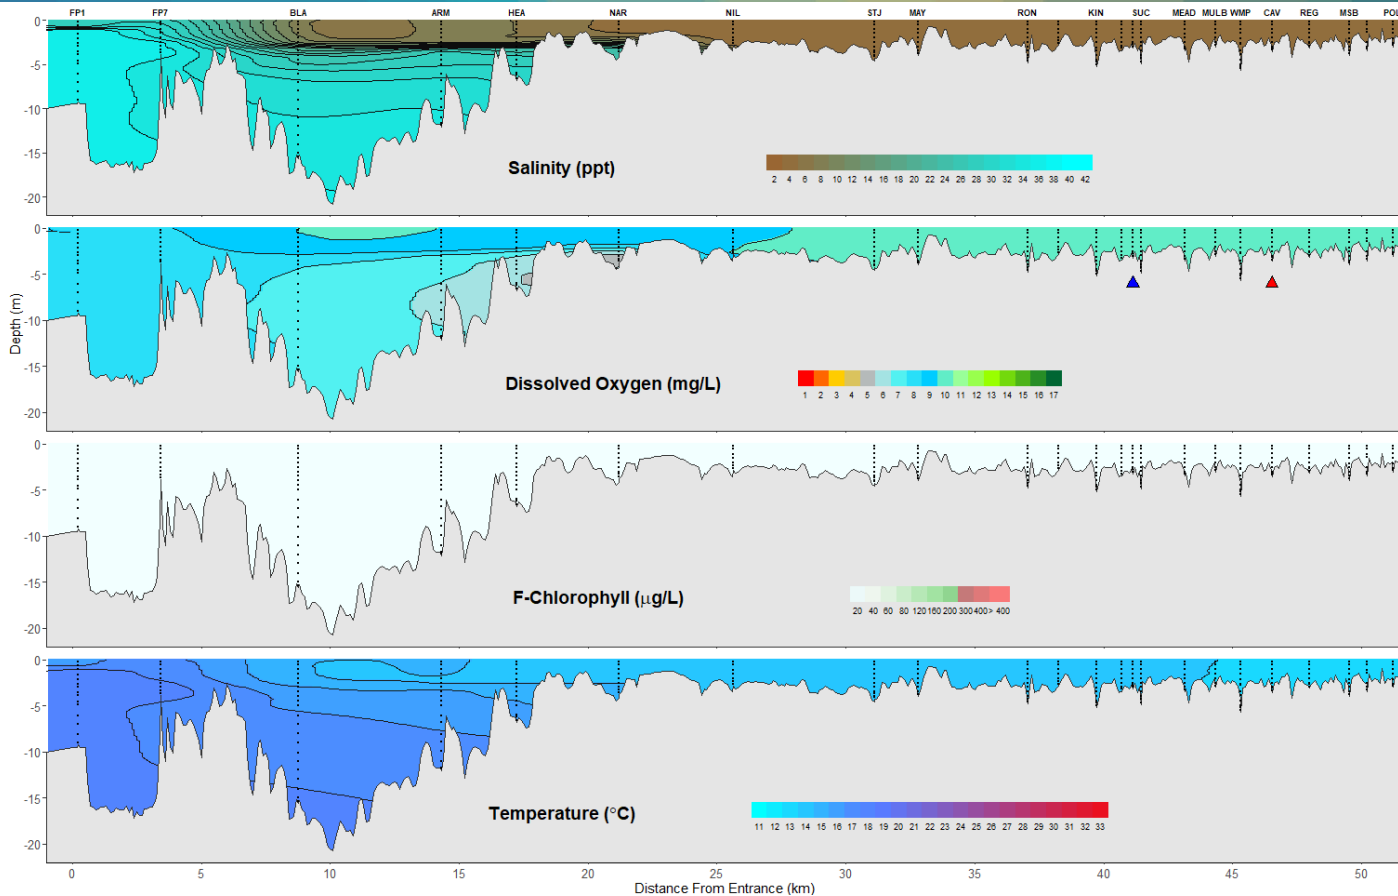 FP1 FP7 BLA ARM HEA NAR NIL STJ MAY RON KIN SUC MEAD MULB WMP CAV REG MSB POL
0
-5
-10
-15
-20
Salinity (ppt)
2 4 6 8 10 12 14 16 18 20 22 24 26 28 30 32 34 36 38 40 42
0
-5
-10
-15
-20
Dissolved Oxygen (mg/L)
1 2 3 4 5 6 7 8 9 10 11 12 13 14 15 16 17
Depth (m)
0
-5
-10
-15
-20
F-Chlorophyll (μg/L)
20 40 60 80 120 160 200 300 400 > 400
0
-5
-10
-15
-20
Temperature (°C)
11 12 13 14 15 16 17 18 19 20 21 22 23 24 25 26 27 28 29 30 31 32 33
0 5 10 15 20 25 30 35 40 45 50
Distance From Entrance (km)